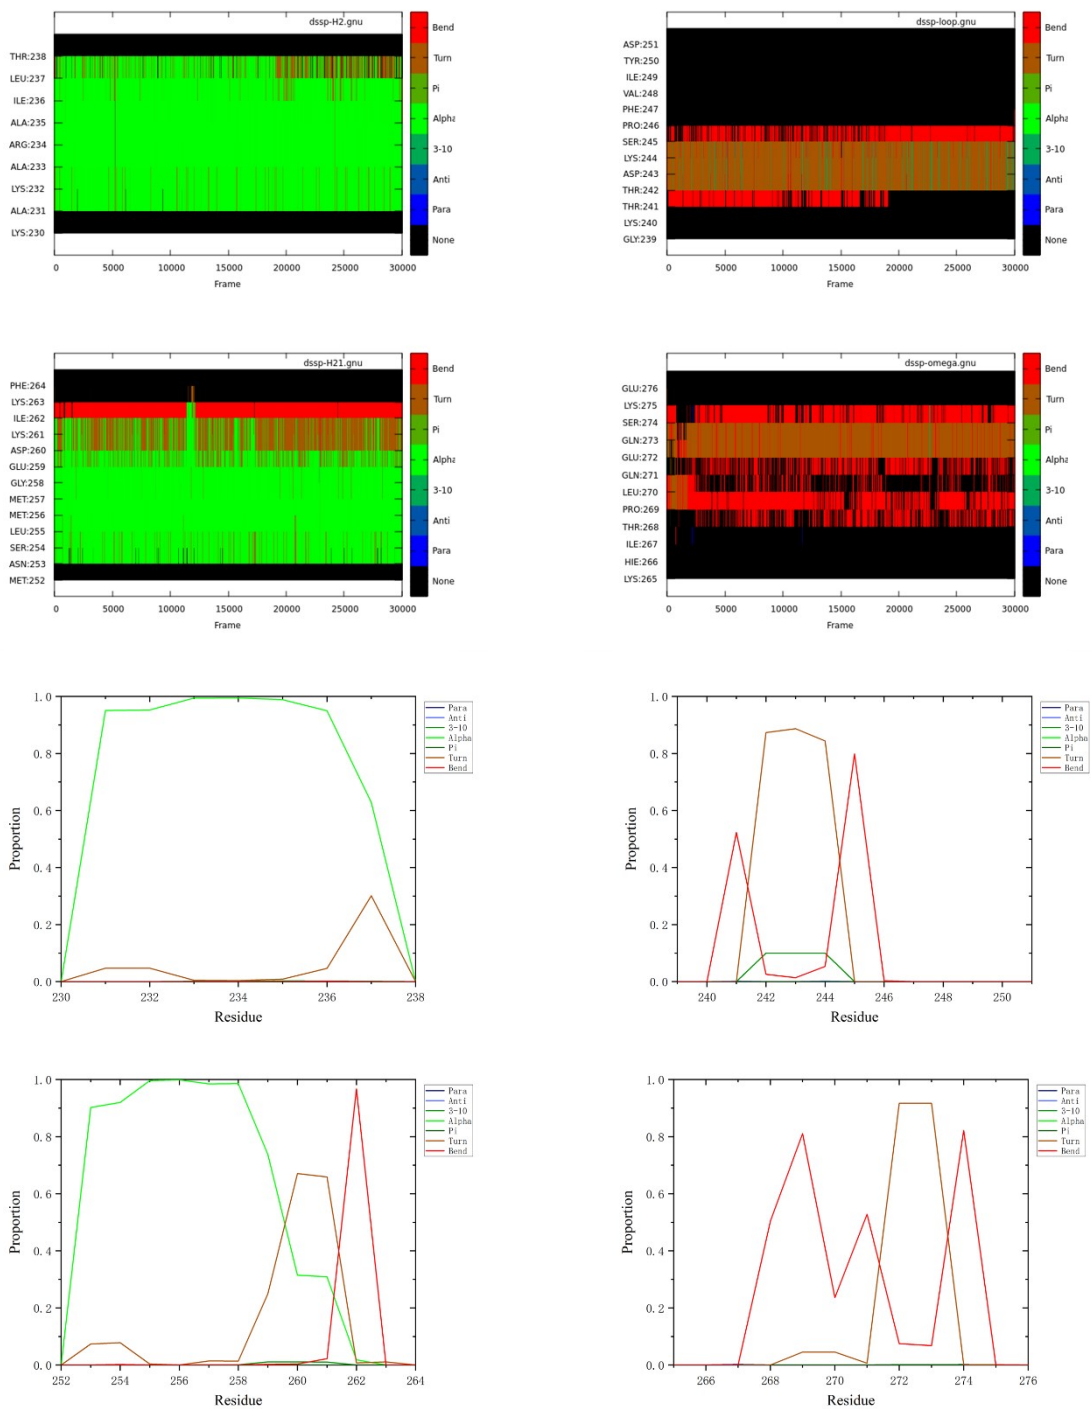 dssp-H2.gnu
THR:238
LEU:237
ILE:236
ALA:235
ARG:234
ALA:233
LYS:232
ALA:231
LYS:230
0 5000 10000 15000 20000 25000 30000
Frame
Bend
Turn
Pi
Alpha
3-10
Anti
Para
None
dssp-loop.gnu
ASP:251
TYR:250
ILE:249
VAL:248
PHE:247
PRO:246
SER:245
LYS:244
ASP:243
THR:242
THR:241
LYS:240
GLY:239
0 5000 10000 15000 20000 25000 30000
Frame
Bend
Turn
Pi
Alpha
3-10
Anti
Para
None
dssp-H21.gnu
PHE:264
LYS:263
ILE:262
LYS:261
ASP:260
GLU:259
GLY:258
MET:257
MET:256
LEU:255
SER:254
ASN:253
MET:252
0 5000 10000 15000 20000 25000 30000
Frame
Bend
Turn
Pi
Alpha
3-10
Anti
Para
None
dssp-omega.gnu
GLU:276
LYS:275
SER:274
GLN:273
GLU:272
GLN:271
LEU:270
PRO:269
THR:268
ILE:267
HIE:266
LYS:265
0 5000 10000 15000 20000 25000 30000
Frame
Bend
Turn
Pi
Alpha
3-10
Anti
Para
None
1.0
0.8
0.6
0.4
0.2
0.0
Proportion
230 232 234 236 238
Residue
Para
Anti
3-10
Alpha
Pi
Turn
Bend
1.0
0.8
0.6
0.4
0.2
0.0
Proportion
240 242 244 246 248 250
Residue
Para
Anti
3-10
Alpha
Pi
Turn
Bend
1.0
0.8
0.6
0.4
0.2
0.0
Proportion
252 254 256 258 260 262 264
Residue
Para
Anti
3-10
Alpha
Pi
Turn
Bend
1.0
0.8
0.6
0.4
0.2
0.0
Proportion
266 268 270 272 274 276
Residue
Para
Anti
3-10
Alpha
Pi
Turn
Bend